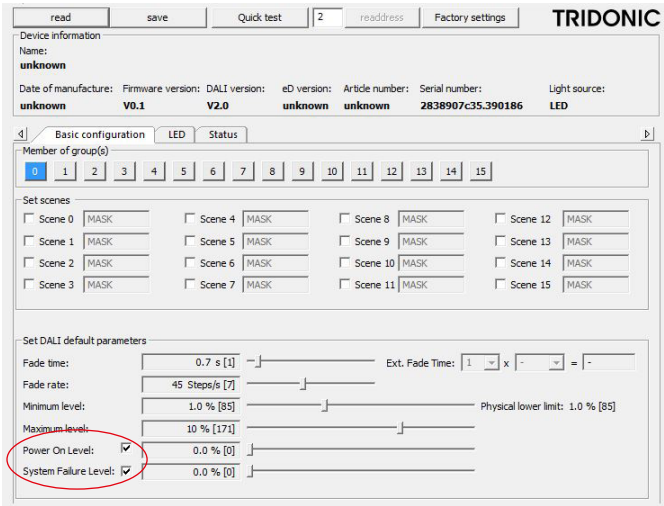 read save Quick test 2 readdress Factory settings TRIDONIC
Device information
Name:
unknown
Date of manufacture: Firmware version: DALI version: eD version: Article number: Serial number: Light source:
unknown V0.1 V2.0 unknown unknown 2838907c35.390186 LED
Basic configuration LED Status
Member of group(s)
0 1 2 3 4 5 6 7 8 9 10 11 12 13 14 15
Set scenes
Scene 0 MASK Scene 4 MASK Scene 8 MASK Scene 12 MASK
Scene 1 MASK Scene 5 MASK Scene 9 MASK Scene 13 MASK
Scene 2 MASK Scene 6 MASK Scene 10 MASK Scene 14 MASK
Scene 3 MASK Scene 7 MASK Scene 11 MASK Scene 15 MASK
Set DALI default parameters
Fade time: 0.7 s [1] Ext. Fade Time: 1 x - = -
Fade rate: 45 Steps/s [7]
Minimum level: 1.0 % [85] Physical lower limit: 1.0 % [85]
Maximum level: 10 % [171]
Power On Level: 0.0 % [0]
System Failure Level: 0.0 % [0]